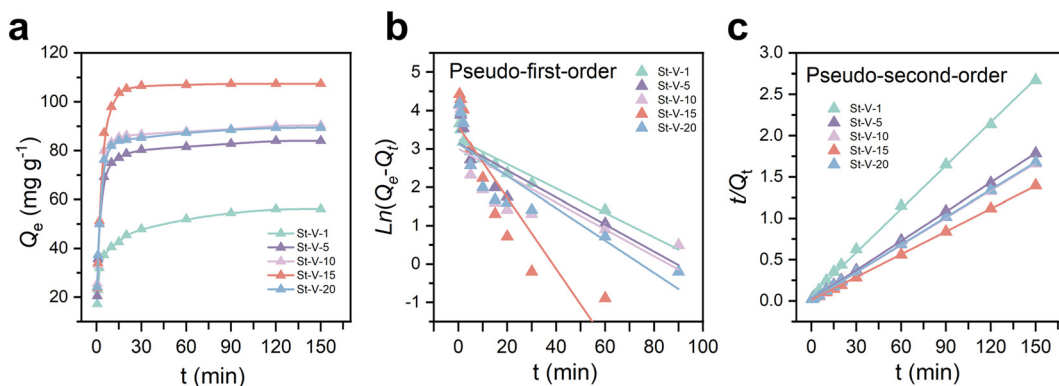 a
120
100
80
60
40
20
Qe (mg g-1)
St-V-1
St-V-5
St-V-10
St-V-15
St-V-20
0 30 60 90 120 150
t (min)
b
Pseudo-first-order
5
4
3
2
1
0
-1
Ln(Qe-Qt)
St-V-1
St-V-5
St-V-10
St-V-15
St-V-20
0 20 40 60 80 100
t (min)
c
Pseudo-second-order
3.0
2.5
2.0
1.5
1.0
0.5
0.0
t/Qt
St-V-1
St-V-5
St-V-10
St-V-15
St-V-20
0 30 60 90 120 150
t (min)